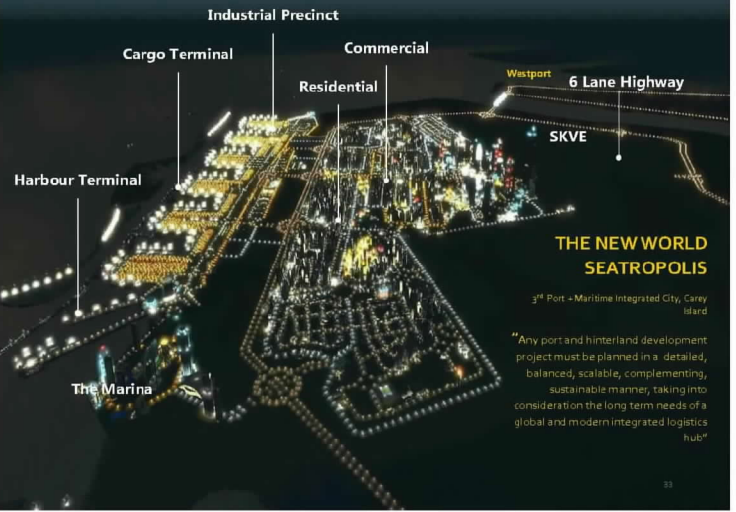 Industrial Precinct
Cargo Terminal
Commercial
Residential
Westport
6 Lane Highway
SKVE
Harbour Terminal
THE NEW WORLD
SEATROPOLIS
3rd Port + Maritime Integrated City, Carey
Island
"Any port and hinterland development
project must be planned in a detailed,
balanced, scalable, complementing,
sustainable manner, taking into
consideration the long term needs of a
global and modern integrated logistics
hub"
The Marina
33